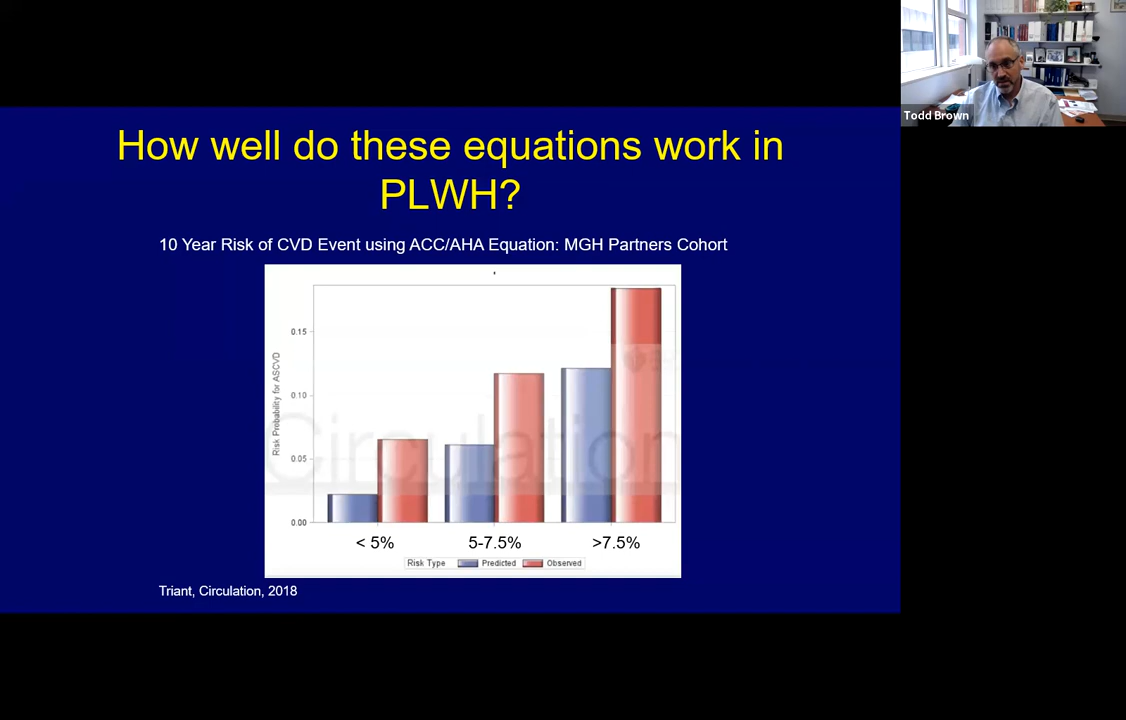 Todd Brown
How well do these equations work in
PLWH?
10 Year Risk of CVD Event using ACC/AHA Equation: MGH Partners Cohort
Risk Probability for ASCVD
0.15
0.10
0.05
0.00
Circulation
< 5%
5-7.5%
>7.5%
Risk Type
Predicted
Observed
Triant, Circulation, 2018